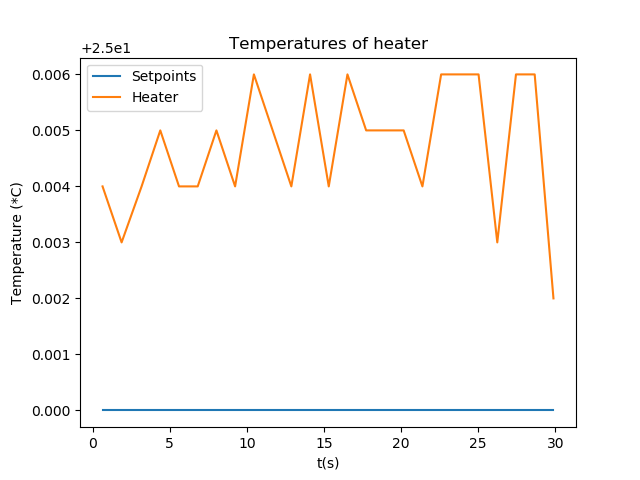 +2.5e1
Temperatures of heater
Setpoints
Heater
0.006
0.005
0.004
0.003
0.002
0.001
0.000
Temperature (*C)
0 5 10 15 20 25 30
t(s)